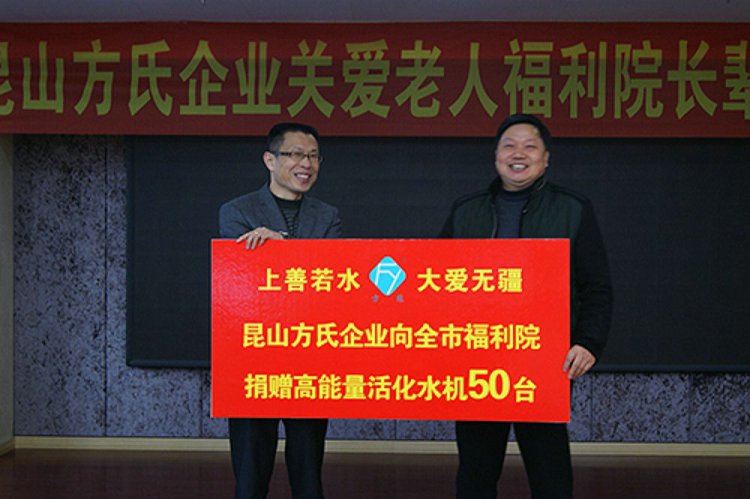 昆山方氏企业关爱老人福利院长辈
上善若水 FY 大爱无疆
昆山方氏企业向全市福利院
捐赠高能量活化水机50台